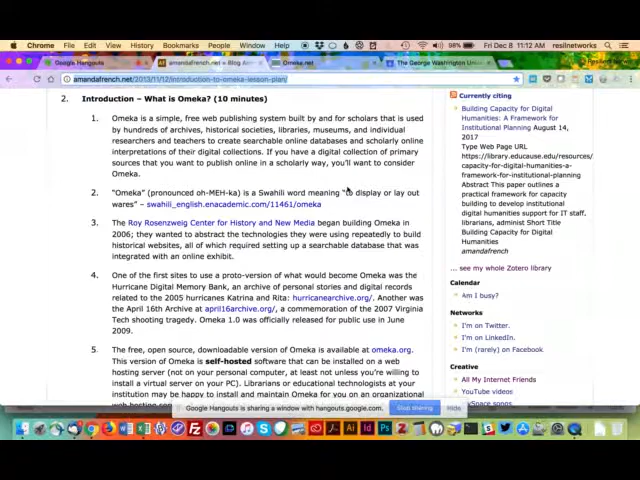 Chrome File Edit View History Bookmarks People Window Help 98% Fri Dec 8 11:12 AM resilnetworks
Google Hangouts
amandafrench.net » Blog A
Omeka.net
The George Washington Uni
amandafrench.net/2013/11/12/introduction-to-omeka-lesson-plan/
2. Introduction – What is Omeka? (10 minutes)
1. Omeka is a simple, free web publishing system built by and for scholars that is used
by hundreds of archives, historical societies, libraries, museums, and individual
researchers and teachers to create searchable online databases and scholarly online
interpretations of their digital collections. If you have a digital collection of primary
sources that you want to publish online in a scholarly way, you'll want to consider
Omeka.
2. "Omeka" (pronounced oh-MEH-ka) is a Swahili word meaning "to display or lay out
wares" – swahili_english.enacademic.com/11461/omeka
3. The Roy Rosenzweig Center for History and New Media began building Omeka in
2006; they wanted to abstract the technologies they were using repeatedly to build
historical websites, all of which required setting up a searchable database that was
integrated with an online exhibit.
4. One of the first sites to use a proto-version of what would become Omeka was the
Hurricane Digital Memory Bank, an archive of personal stories and digital
records related to the 2005 hurricanes Katrina and Rita: hurricanearchive.org/. Another was
the April 16th Archive at april16archive.org/, a commemoration of the 2007 Virginia
Tech shooting tragedy. Omeka 1.0 was officially released for public use in June
2009.
5. The free, open source, downloadable version of Omeka is available at omeka.org.
This version of Omeka is self-hosted software that can be installed on a web
hosting server (not on your personal computer, at least not unless you're willing to
install a virtual server on your PC). Librarians or educational technologists at your
institution may be happy to install and maintain Omeka for you on an organizational
Currently citing
Building Capacity for Digital
Humanities: A Framework for
Institutional Planning August 14,
2017
Type Web Page URL
https://library.educause.edu/resources/
capacity-for-digital-humanities-
a-framework-for-institutional-planning
Abstract This paper outlines a
practical framework for capacity
building to develop institutional
digital humanities support for IT staff,
librarians, administrators, and faculty
Building Capacity for Digital
Humanities
amandafrench
... see my whole Zotero library
Calendar
Am I busy?
Networks
I'm on Twitter.
I'm on LinkedIn.
I'm (rarely) on Facebook.
Creative
All My Internet Friends
YouTube videos
Google Hangouts is sharing a window with hangouts.google.com.
Stop sharing
Hide